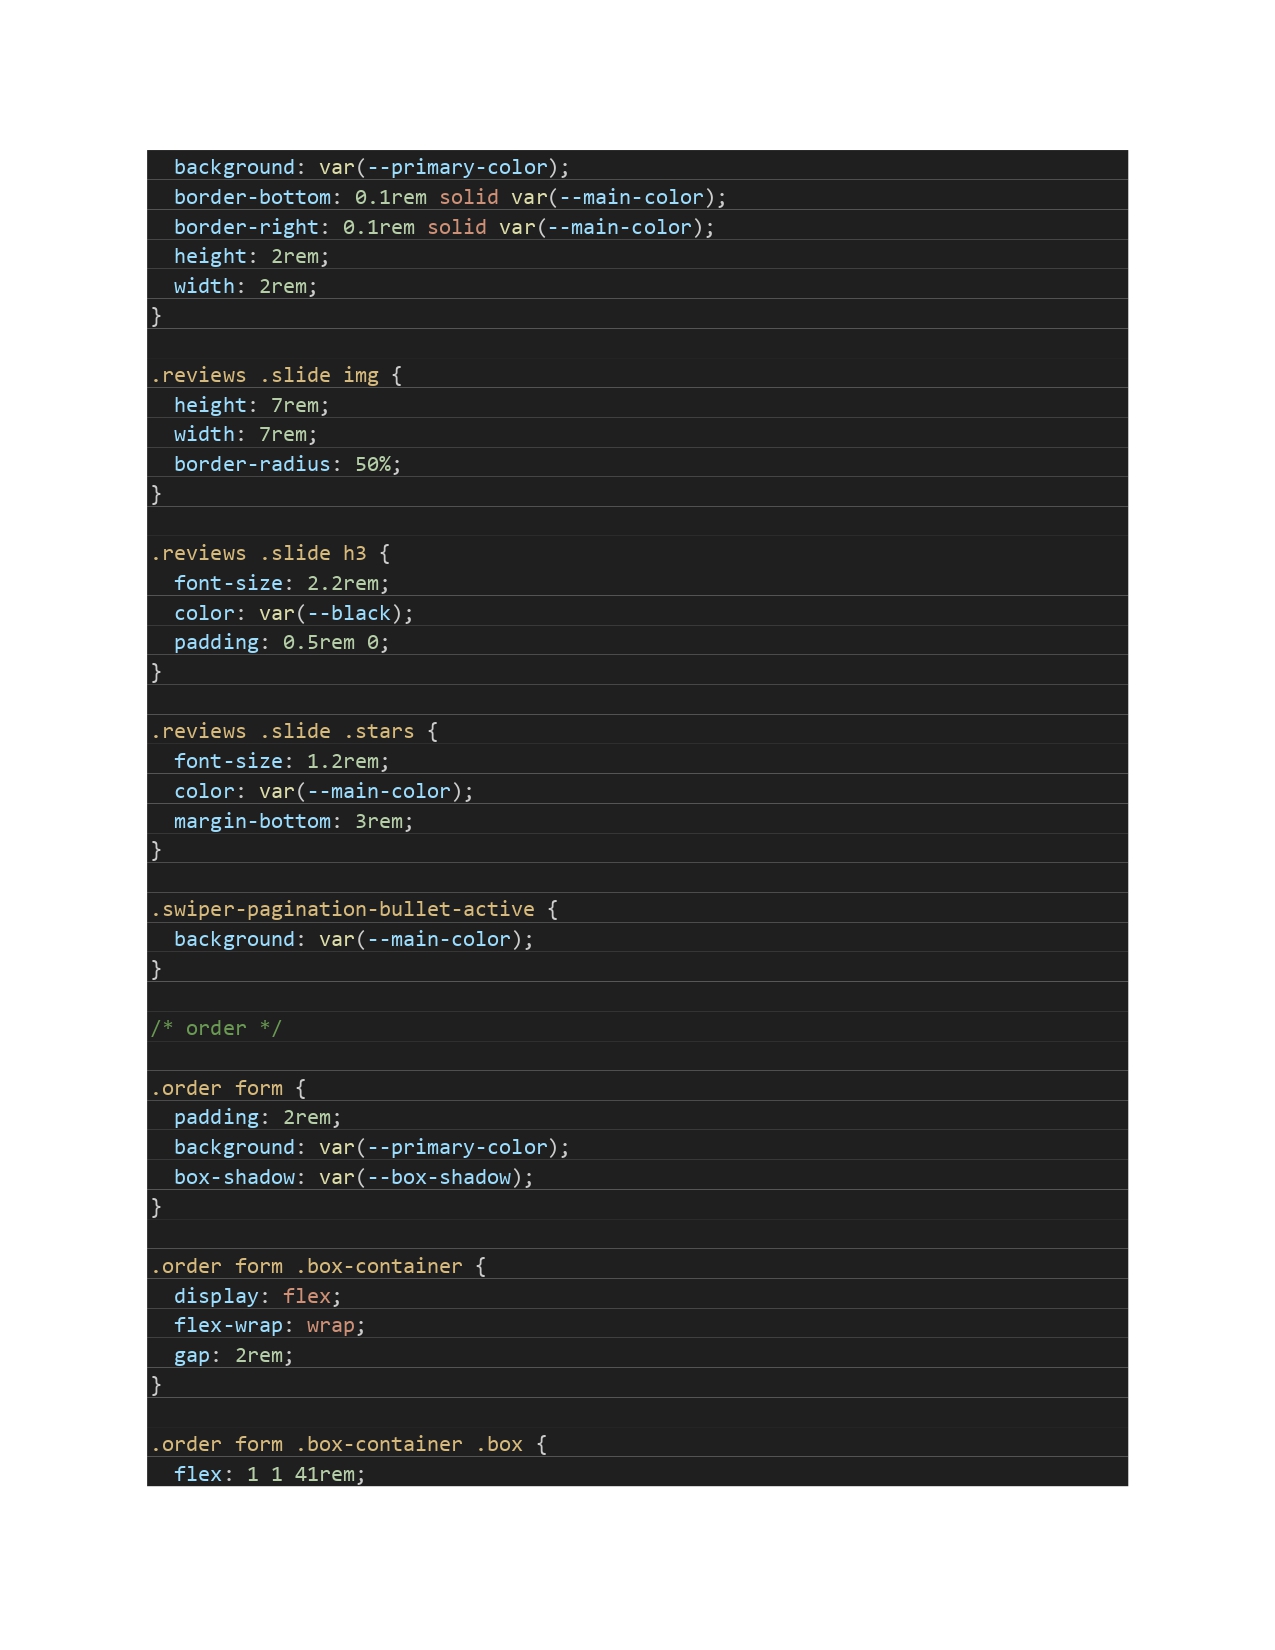 background: var(--primary-color);
  border-bottom: 0.1rem solid var(--main-color);
  border-right: 0.1rem solid var(--main-color);
  height: 2rem;
  width: 2rem;
}

.reviews .slide img {
  height: 7rem;
  width: 7rem;
  border-radius: 50%;
}

.reviews .slide h3 {
  font-size: 2.2rem;
  color: var(--black);
  padding: 0.5rem 0;
}

.reviews .slide .stars {
  font-size: 1.2rem;
  color: var(--main-color);
  margin-bottom: 3rem;
}

.swiper-pagination-bullet-active {
  background: var(--main-color);
}

/* order */

.order form {
  padding: 2rem;
  background: var(--primary-color);
  box-shadow: var(--box-shadow);
}

.order form .box-container {
  display: flex;
  flex-wrap: wrap;
  gap: 2rem;
}

.order form .box-container .box {
  flex: 1 1 41rem;